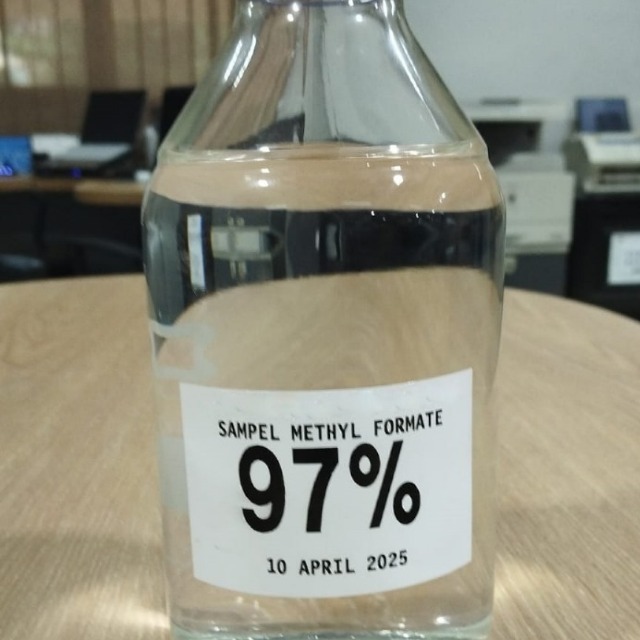 SAMPEL METHYL FORMATE
97%
10 APRIL 2025